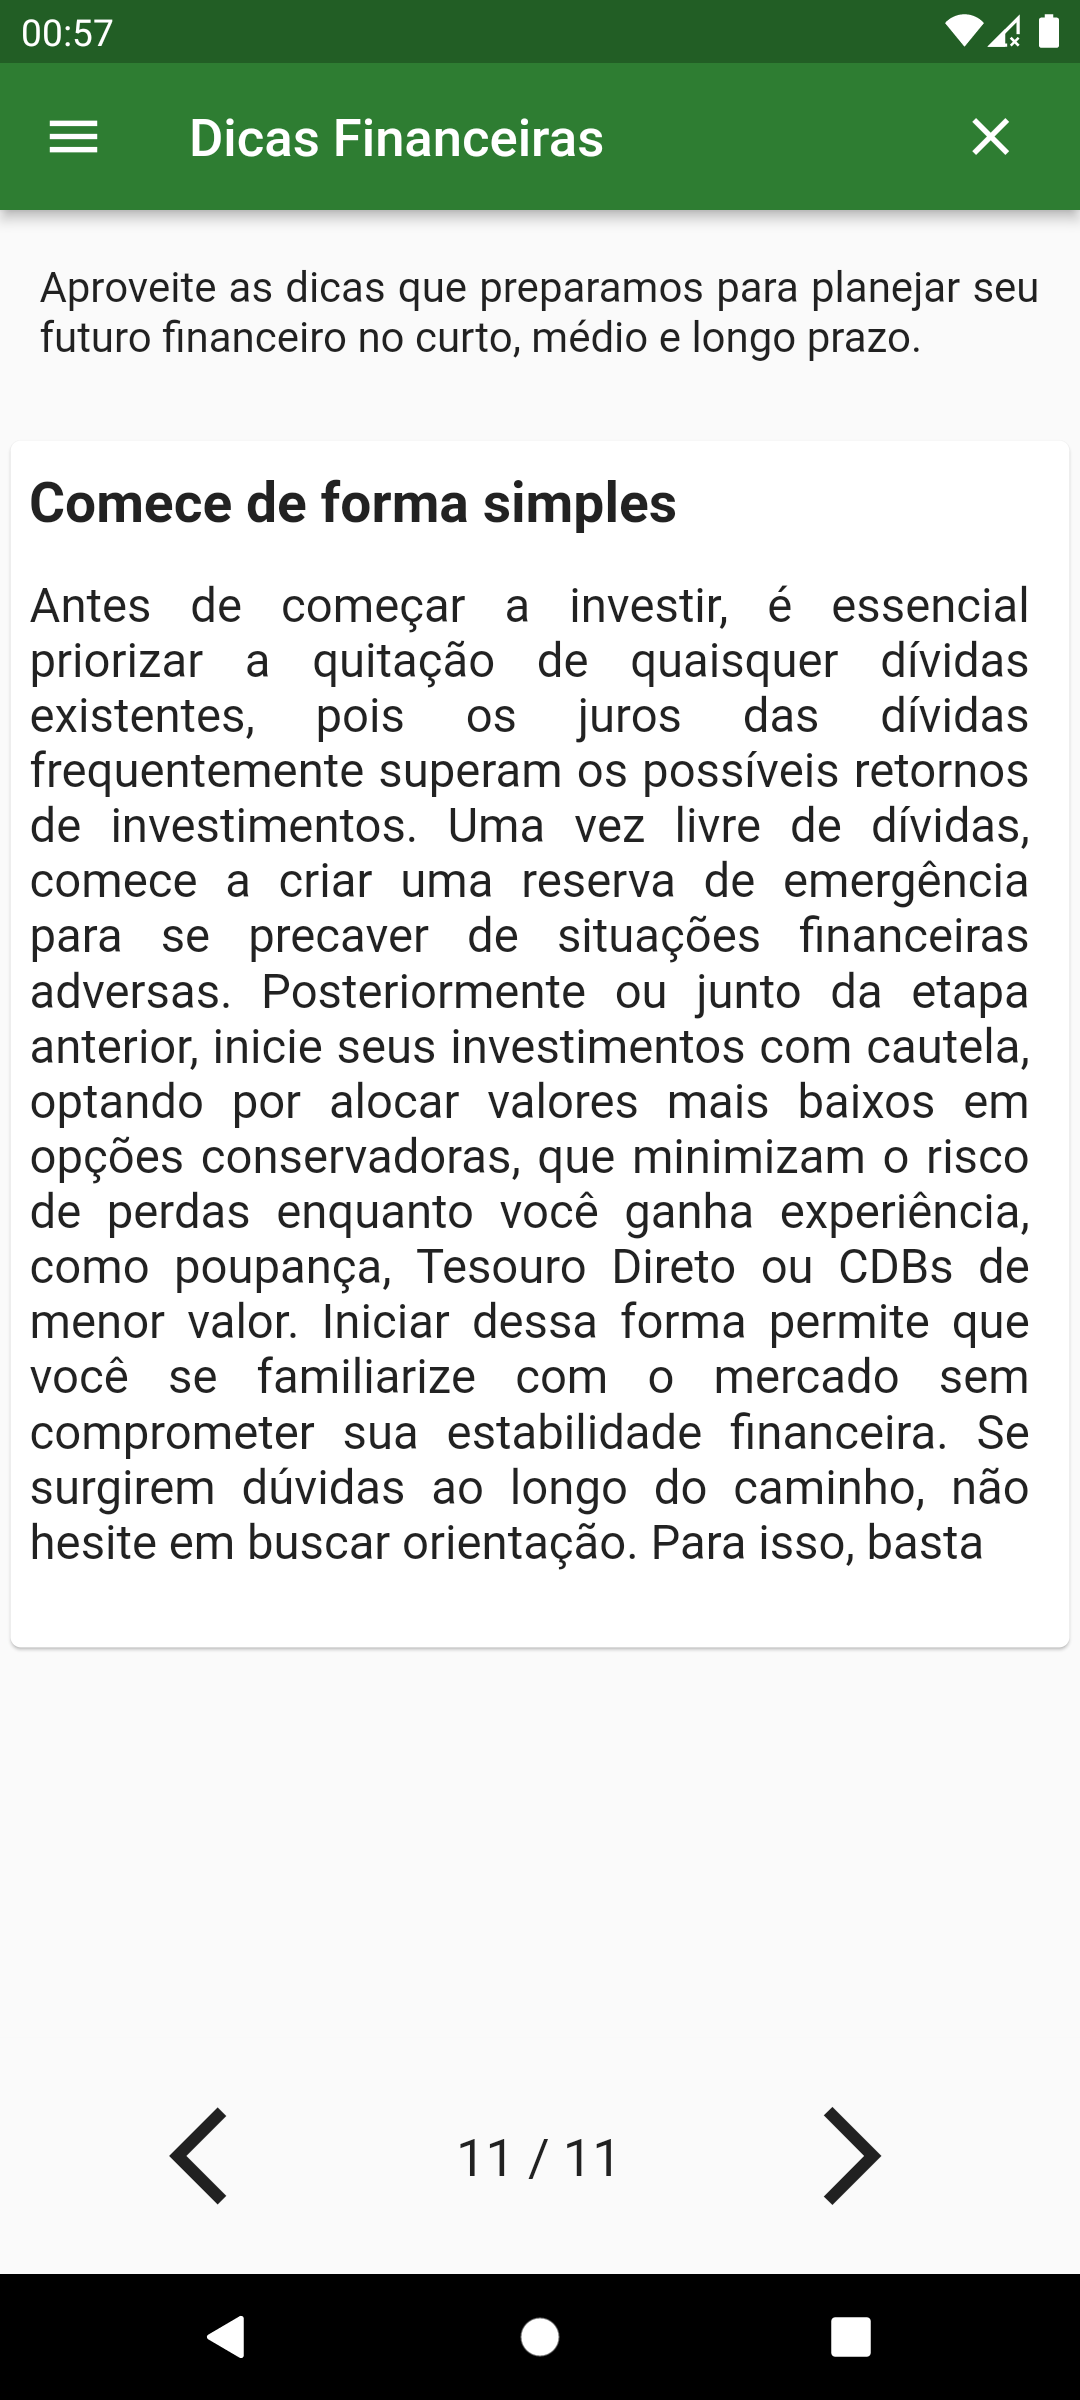 00:57
Dicas Financeiras
Aproveite as dicas que preparamos para planejar seu
futuro financeiro no curto, médio e longo prazo.
Comece de forma simples
Antes de começar a investir, é essencial
priorizar a quitação de quaisquer dívidas
existentes, pois os juros das dívidas
frequentemente superam os possíveis retornos
de investimentos. Uma vez livre de dívidas,
comece a criar uma reserva de emergência
para se precaver de situações financeiras
adversas. Posteriormente ou junto da etapa
anterior, inicie seus investimentos com cautela,
optando por alocar valores mais baixos em
opções conservadoras, que minimizam o risco
de perdas enquanto você ganha experiência,
como poupança, Tesouro Direto ou CDBs de
menor valor. Iniciar dessa forma permite que
você se familiarize com o mercado sem
comprometer sua estabilidade financeira. Se
surgirem dúvidas ao longo do caminho, não
hesite em buscar orientação. Para isso, basta
11 / 11